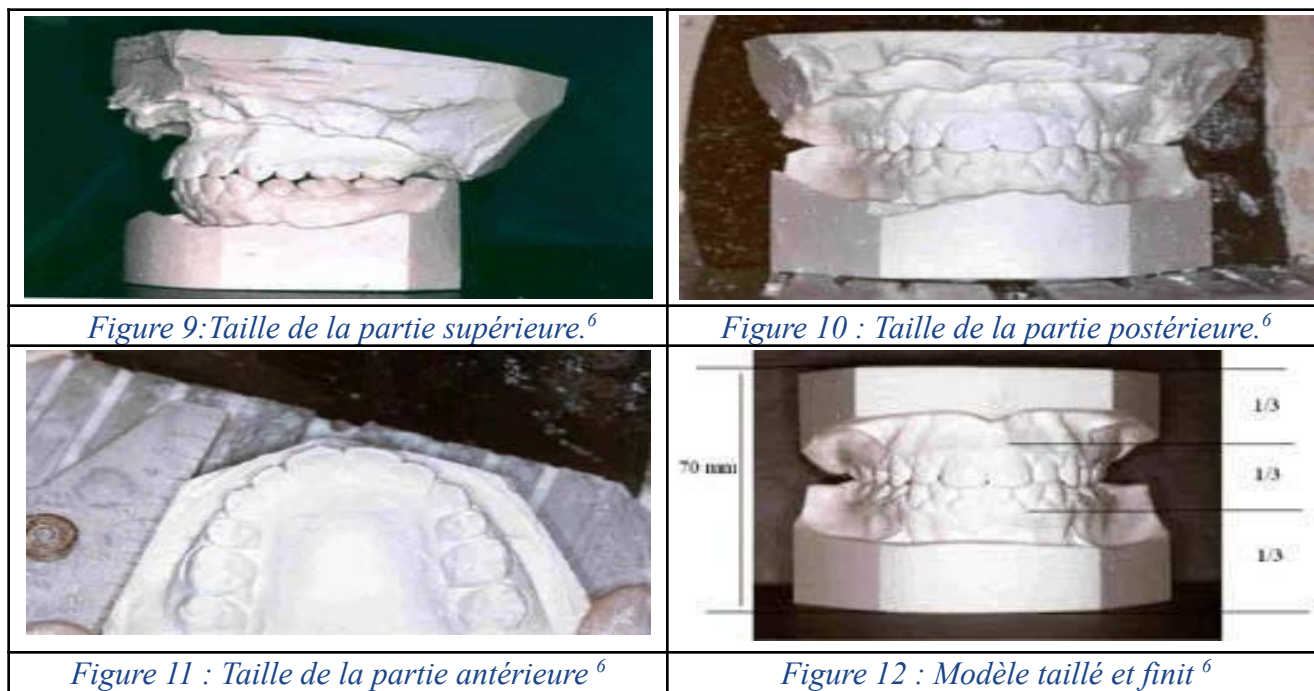 Figure 9:Taille de la partie supérieure.6
Figure 10 : Taille de la partie postérieure.6
70 mm
1/3
1/3
1/3
Figure 11 : Taille de la partie antérieure 6
Figure 12 : Modèle taillé et finit 6